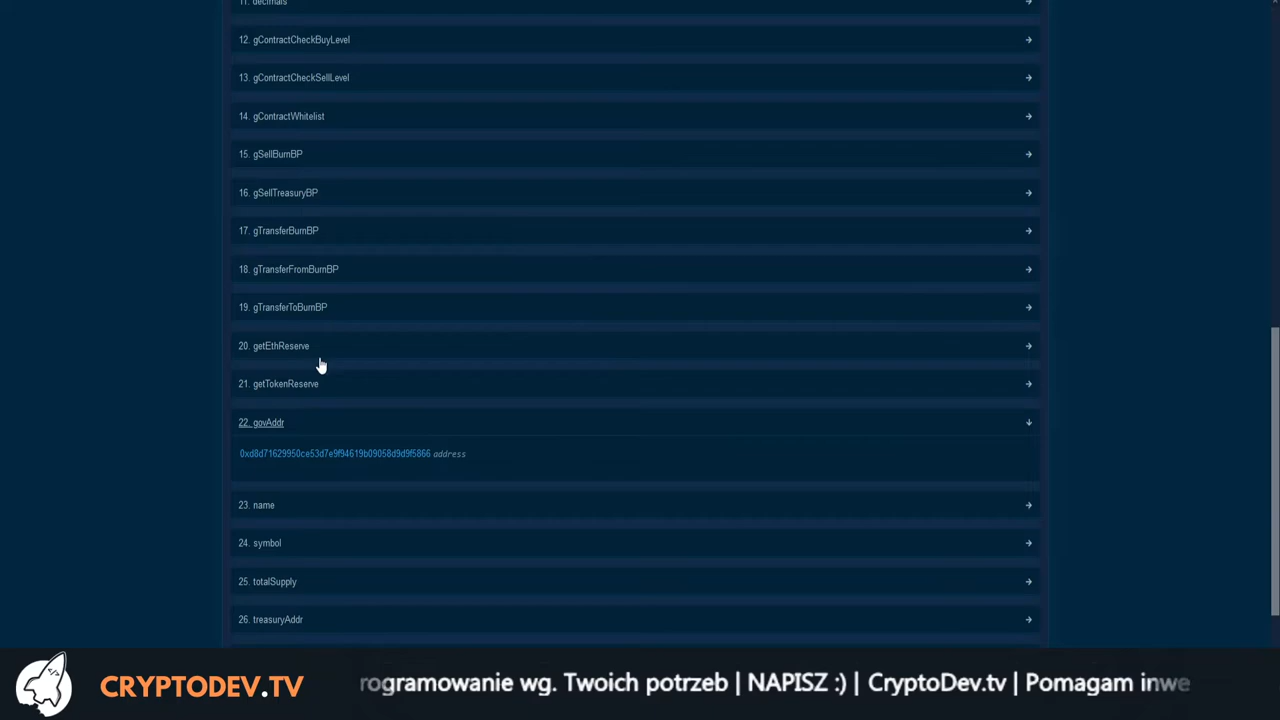 11. decimals
12. gContractCheckBuyLevel
13. gContractCheckSellLevel
14. gContractWhitelist
15. gSellBurnBP
16. gSellTreasuryBP
17. gTransferBurnBP
18. gTransferFromBurnBP
19. gTransferToBurnBP
20. getEthReserve
21. getTokenReserve
22. govAddr
0xd8d71629950ce53d7e9f94619b09058d9d9f5866 address
23. name
24. symbol
25. totalSupply
26. treasuryAddr
CRYPTODEV.TV
rogramowanie wg. Twoich potrzeb | NAPISZ :) | CryptoDev.tv | Pomagam inwe